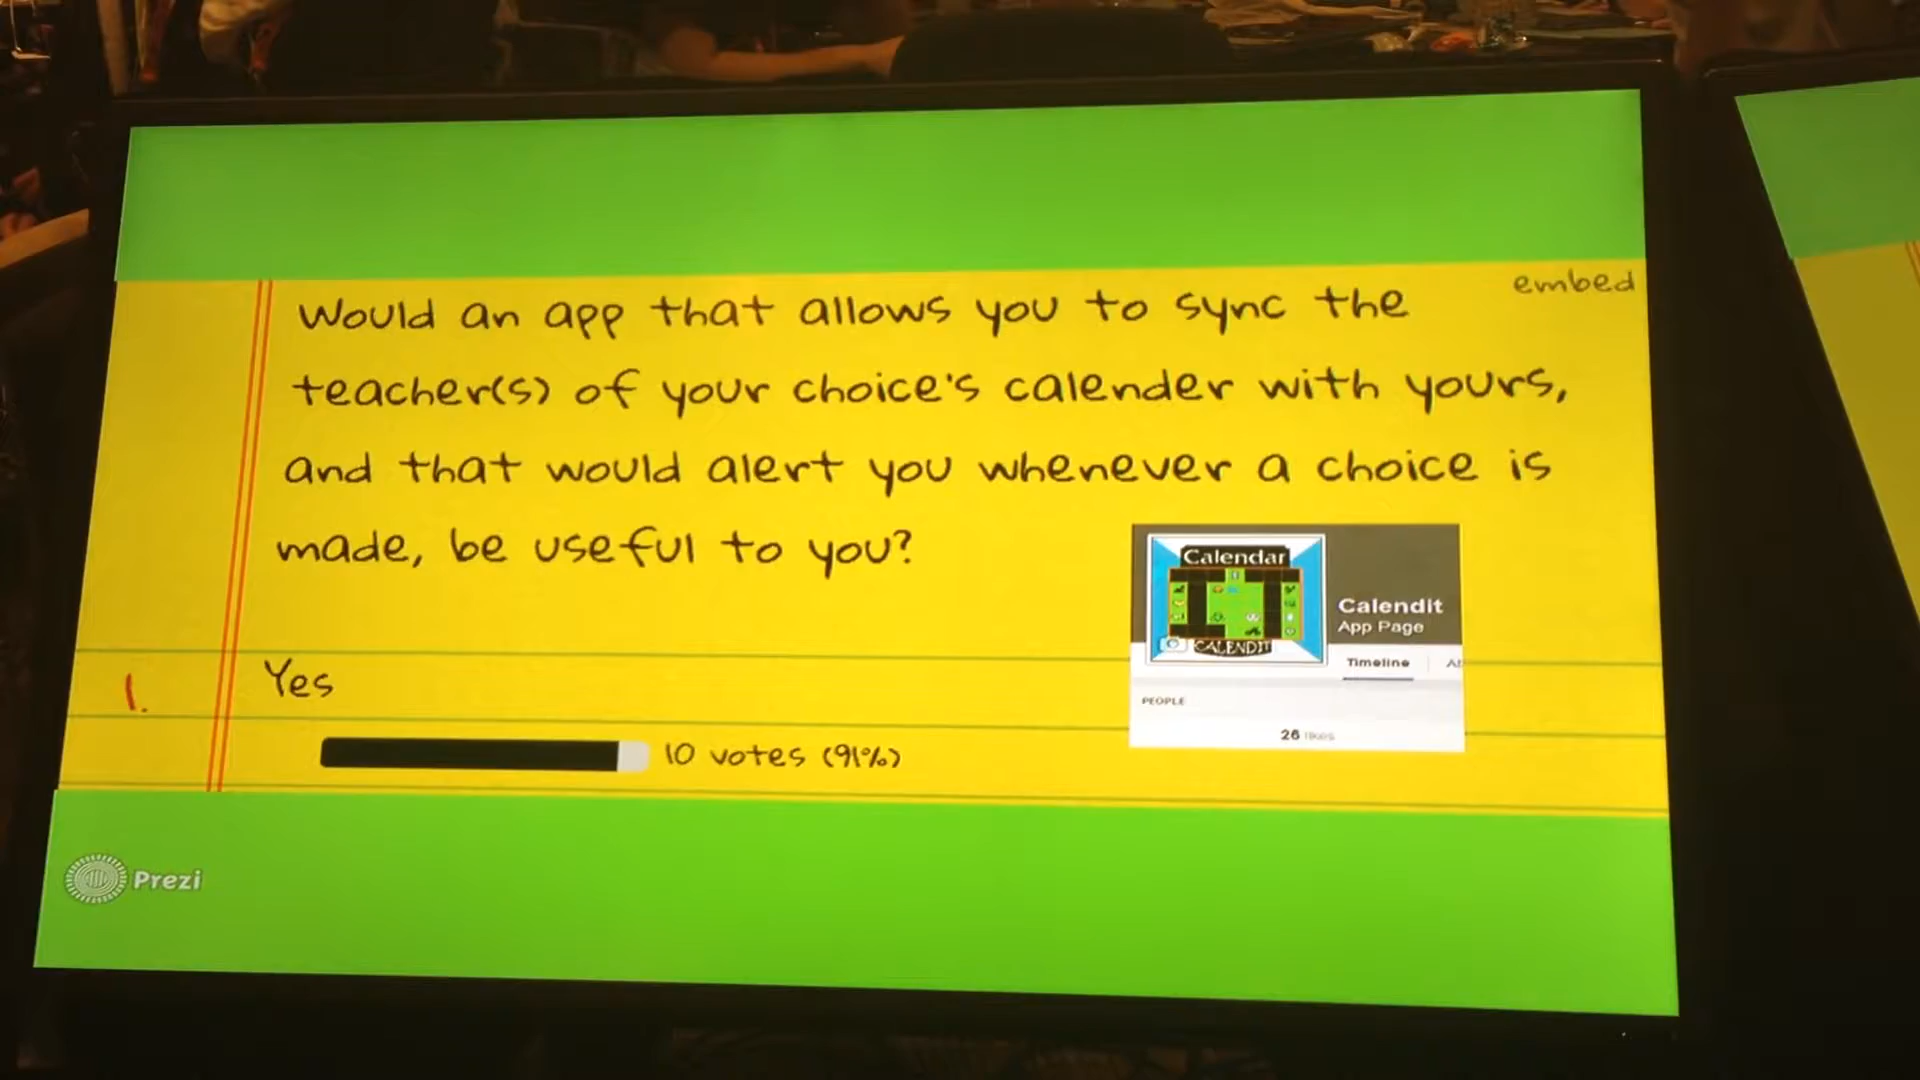 embed
Would an app that allows you to sync the
teacher(s) of your choice's calender with yours,
and that would alert you whenever a choice is
made, be useful to you?
Calendar
CALENDIT
Calendit
App Page
Timeline
PEOPLE
26 likes
1. Yes
10 votes (91%)
Prezi